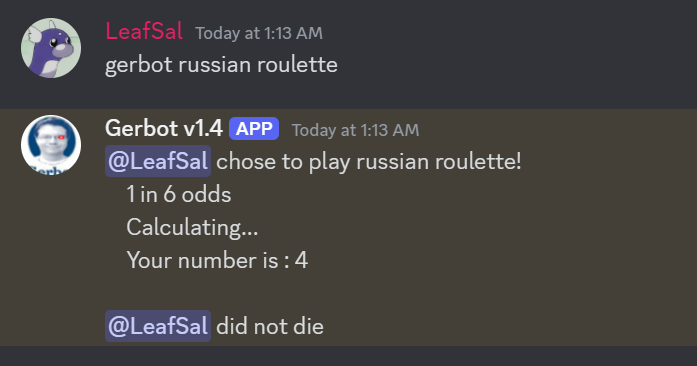 LeafSal Today at 1:13 AM
gerbot russian roulette
Gerbot v1.4 APP Today at 1:13 AM
@LeafSal chose to play russian roulette!
1 in 6 odds
Calculating...
Your number is : 4
@LeafSal did not die